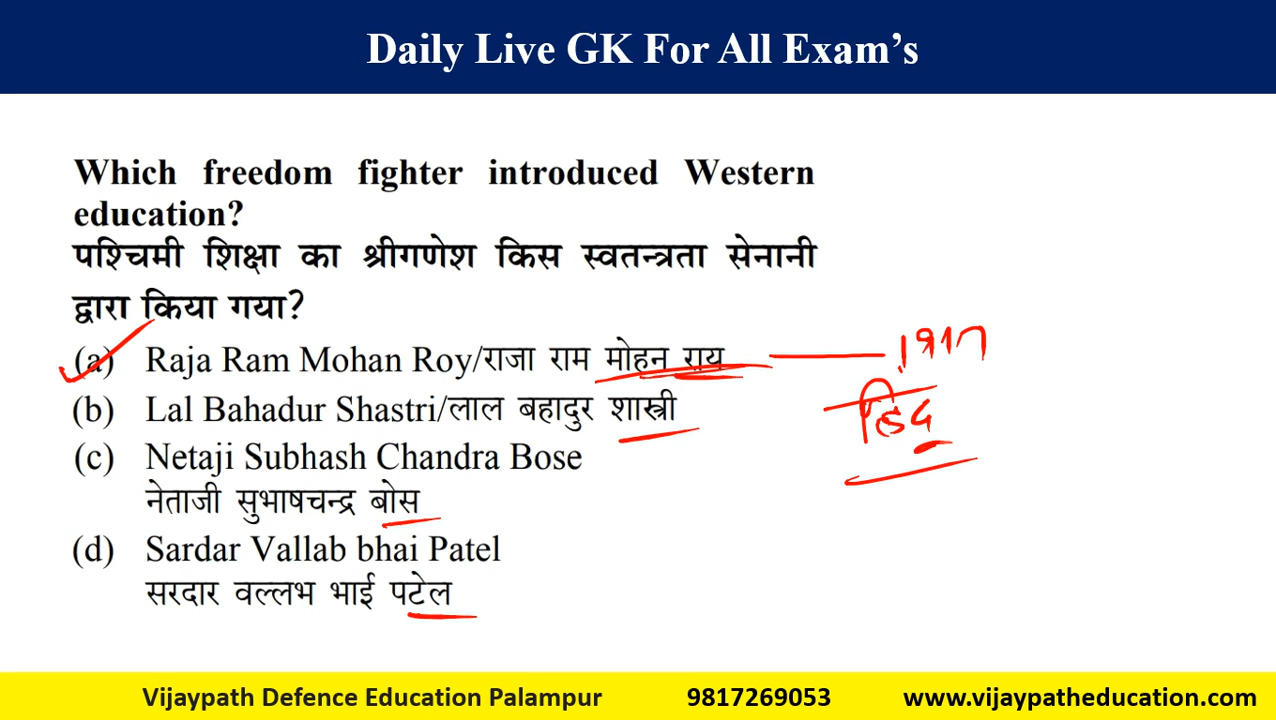 Daily Live GK For All Exam's
Which freedom fighter introduced Western
education?
पश्चिमी शिक्षा का श्रीगणेश किस स्वतन्त्रता सेनानी
द्वारा किया गया?
(a) Raja Ram Mohan Roy/राजा राम मोहन राय
(b) Lal Bahadur Shastri/लाल बहादुर शास्त्री
(c) Netaji Subhash Chandra Bose
नेताजी सुभाषचन्द्र बोस
(d) Sardar Vallab bhai Patel
सरदार वल्लभ भाई पटेल
Vijaypath Defence Education Palampur 9817269053 www.vijaypatheducation.com